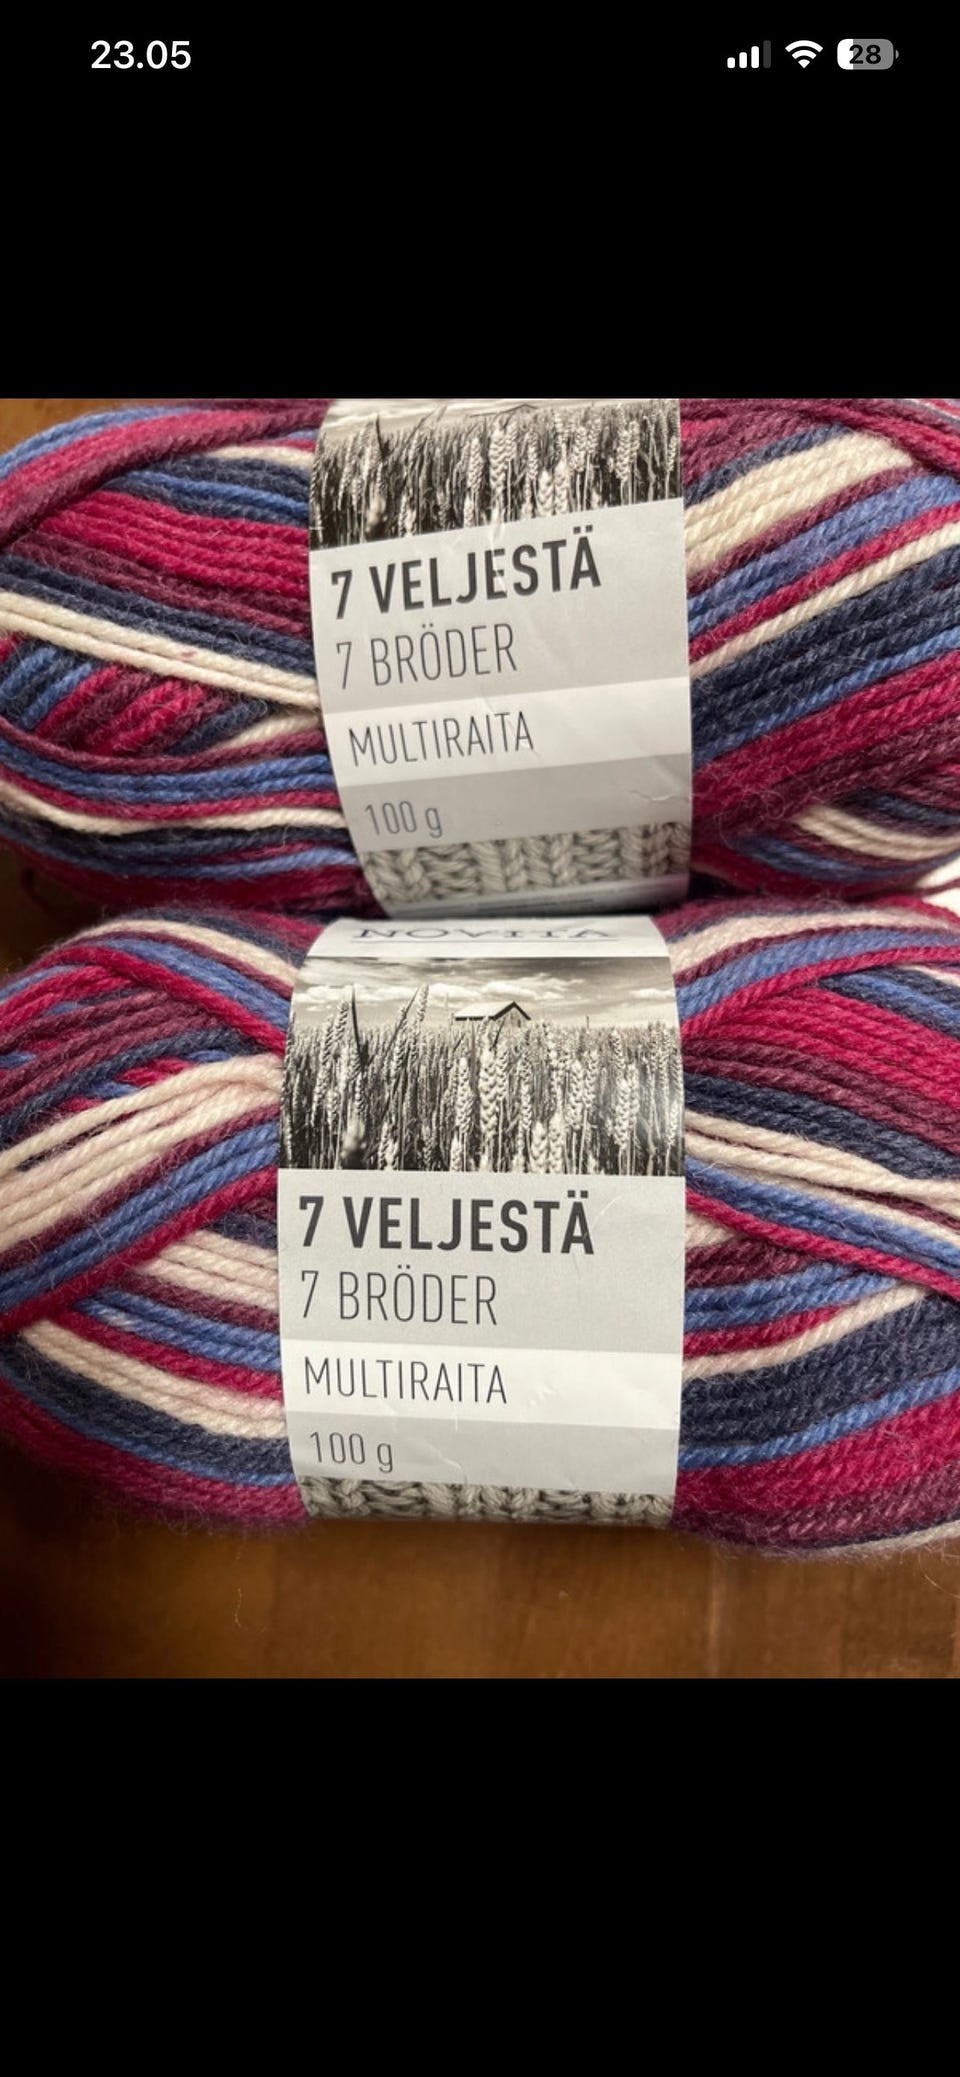 23.05
28
7 VELJESTÄ
7 BRÖDER
MULTIRAITA
100 g
NOVITA
7 VELJESTÄ
7 BRÖDER
MULTIRAITA
100 g